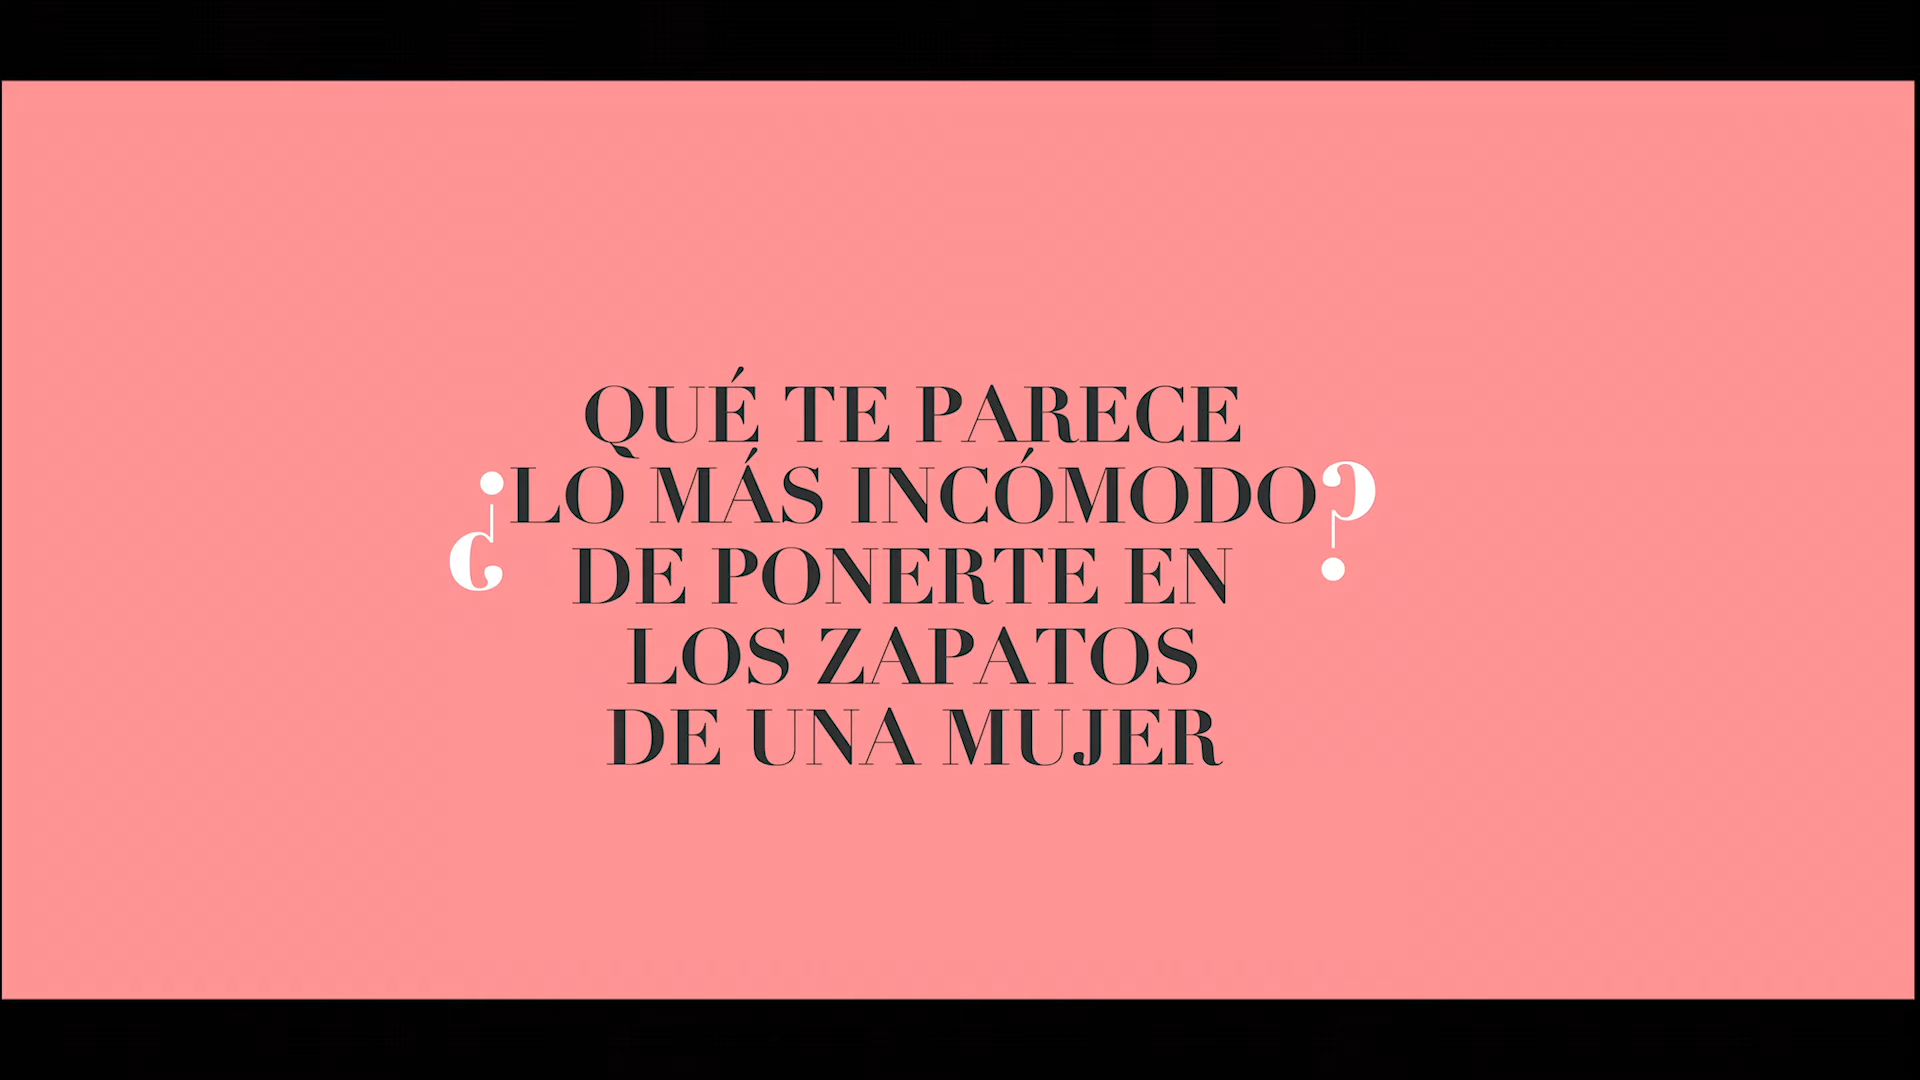 QUÉ TE PARECE
¿LO MÁS INCÓMODO?
DE PONERTE EN
LOS ZAPATOS
DE UNA MUJER